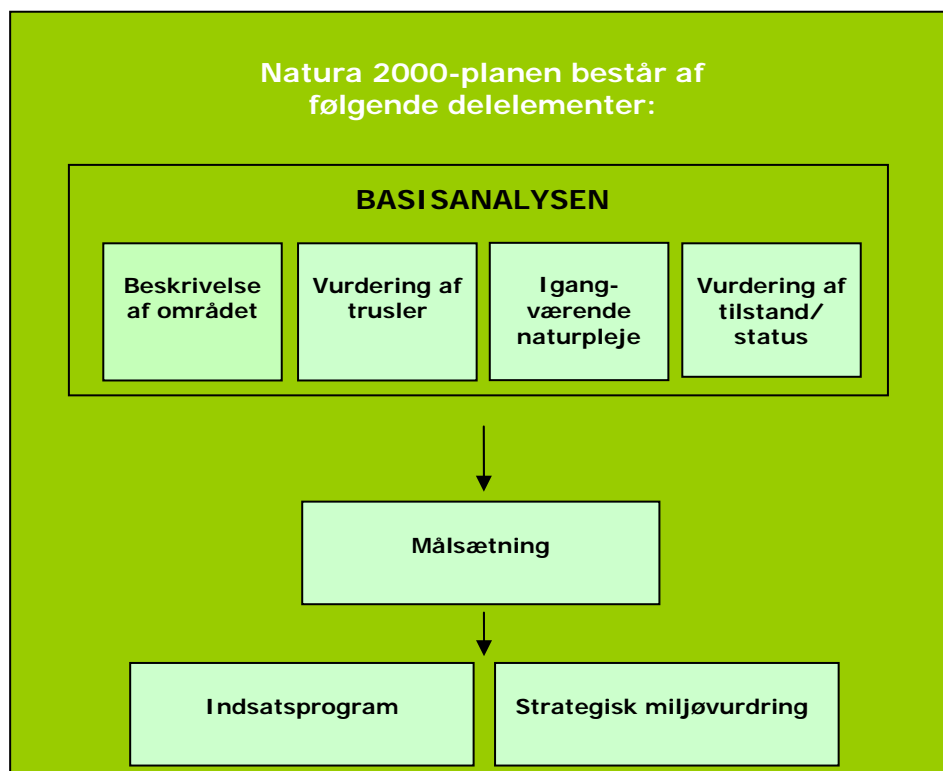 Natura 2000-planen består af
følgende delelementer:
BASISANALYSEN
Beskrivelse
af området
Vurdering af
trusler
Igang-
værende
naturpleje
Vurdering af
tilstand/
status
Målsætning
Indsatsprogram
Strategisk miljøvurdring